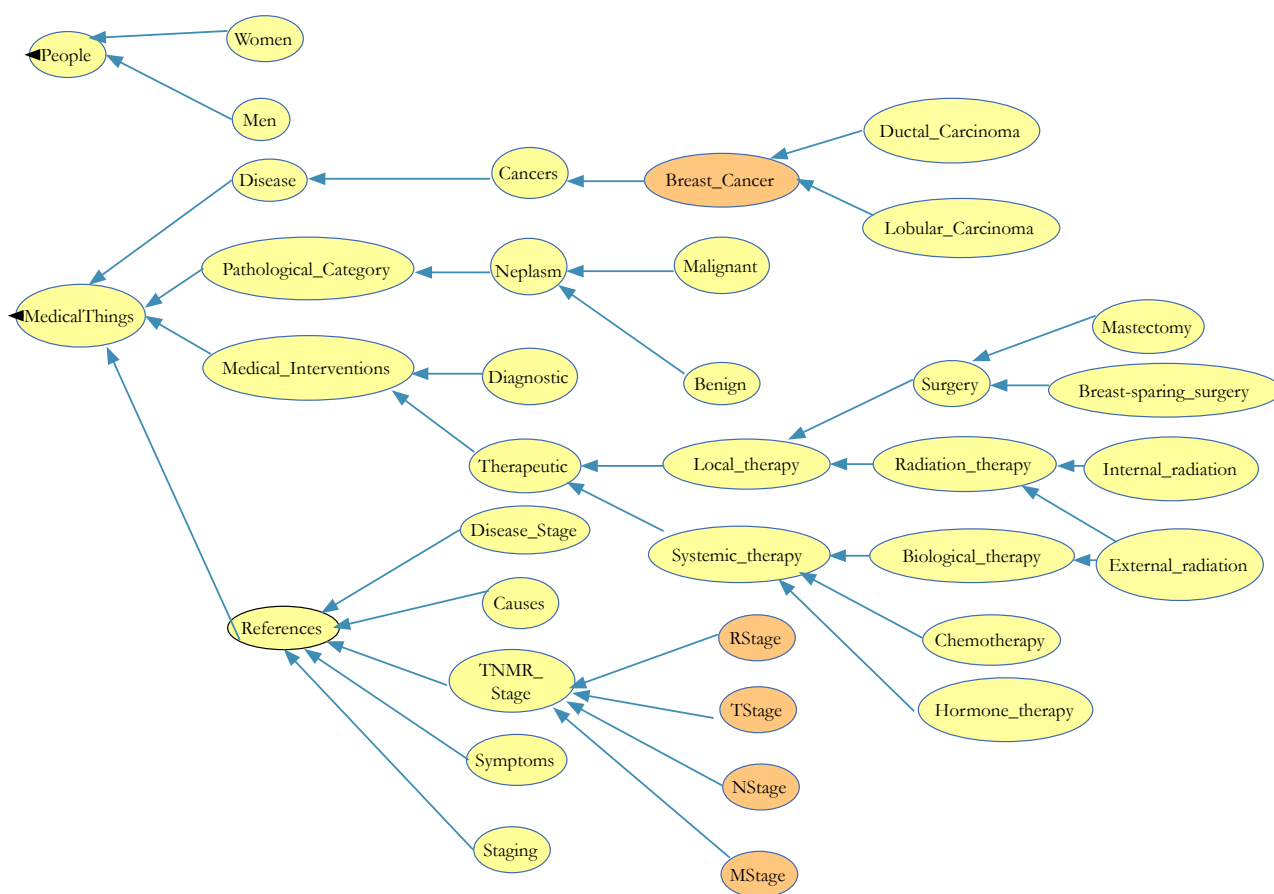 Women
People
Men
Ductal_Carcinoma
Cancers
Disease
Breast_Cancer
Lobular_Carcinoma
Pathological_Category
Neplasm
Malignant
MedicalThings
Mastectomy
Medical_Interventions
Diagnostic
Benign
Surgery
Breast-sparing_surgery
Therapeutic
Local_therapy
Radiation_therapy
Internal_radiation
Disease_Stage
Systemic_therapy
Biological_therapy
External_radiation
Causes
References
RStage
Chemotherapy
TNMR_
Stage
TStage
Hormone_therapy
Symptoms
NStage
Staging
MStage